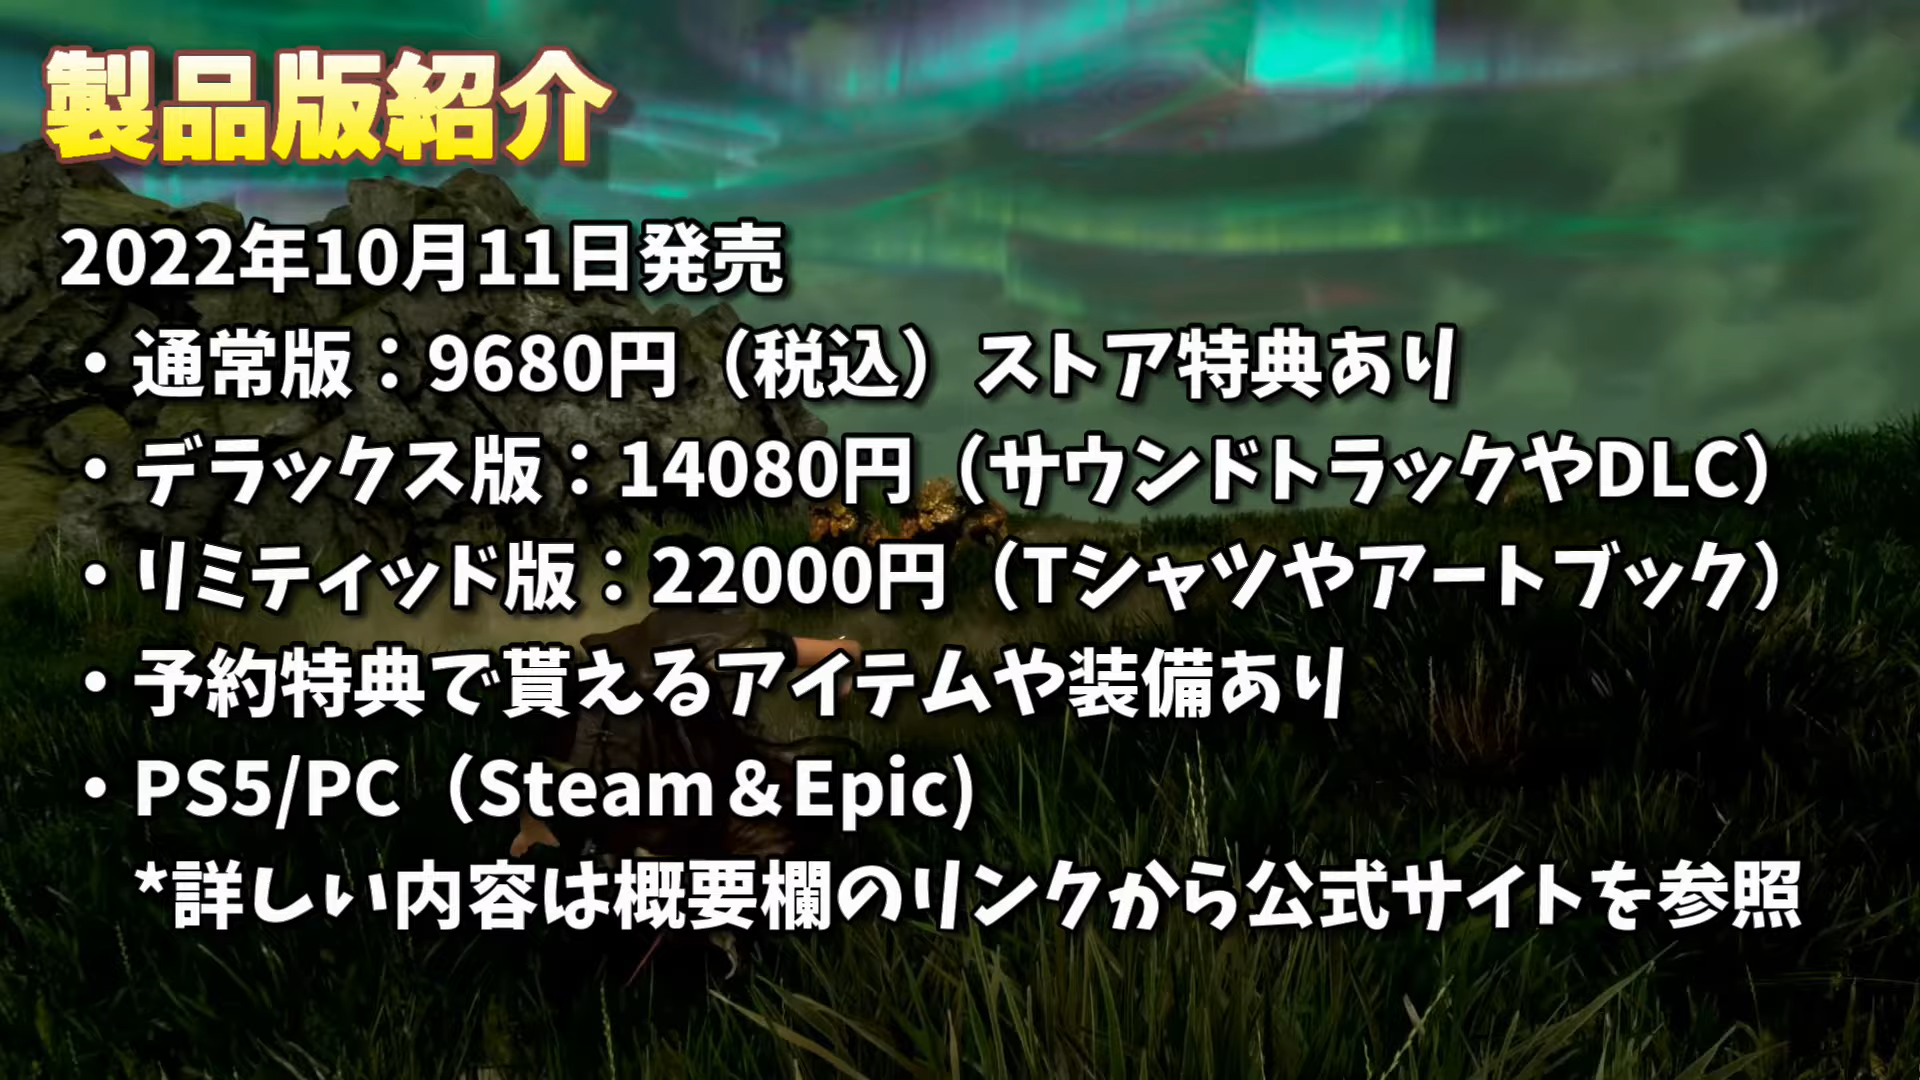 製品版紹介
2022年10月11日発売
・通常版：9680円（税込）ストア特典あり
・デラックス版：14080円（サウンドトラックやDLC）
・リミティッド版：22000円（Tシャツやアートブック）
・予約特典で貰えるアイテムや装備あり
・PS5/PC（Steam＆Epic)
*詳しい内容は概要欄のリンクから公式サイトを参照